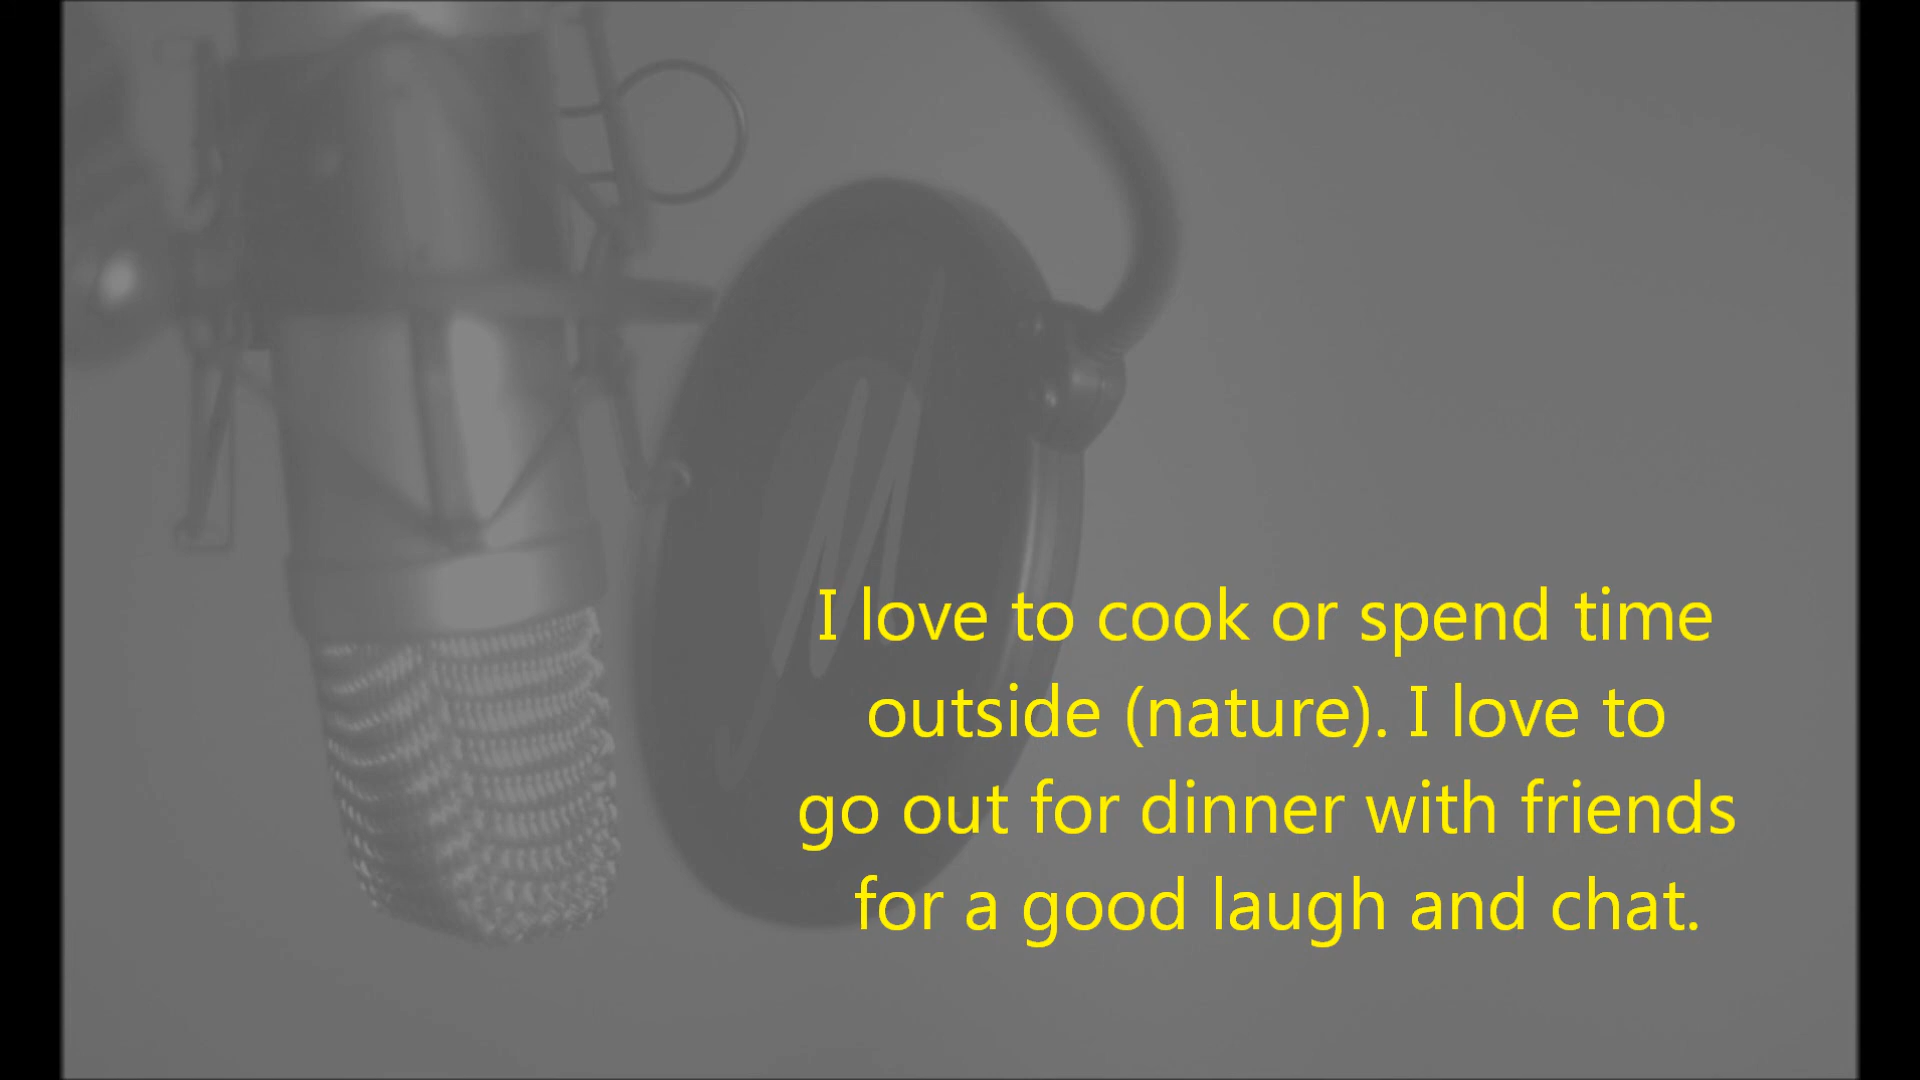 I love to cook or spend time
outside (nature). I love to
go out for dinner with friends
for a good laugh and chat.